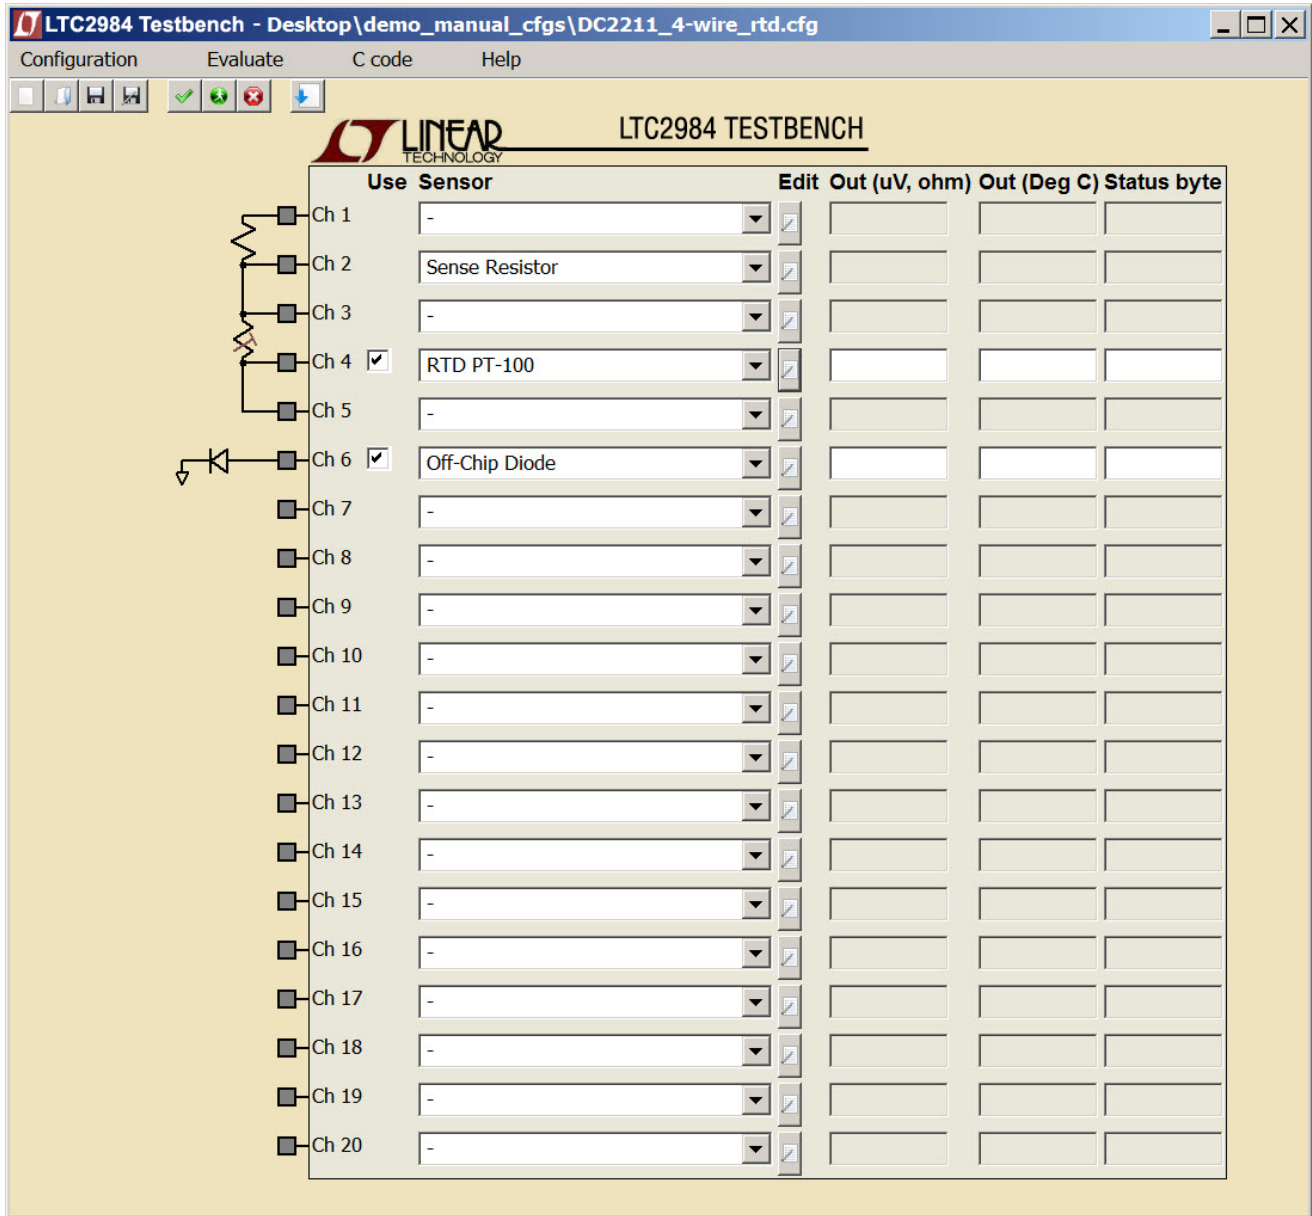 LTC2984 Testbench - Desktop\demo_manual_cfgs\DC2211_4-wire_rtd.cfg
Configuration Evaluate C code Help
LINEAR TECHNOLOGY
LTC2984 TESTBENCH
Use Sensor Edit Out (uV, ohm) Out (Deg C) Status byte
Ch 1 -
Ch 2 Sense Resistor
Ch 3 -
Ch 4 RTD PT-100
Ch 5 -
Ch 6 Off-Chip Diode
Ch 7 -
Ch 8 -
Ch 9 -
Ch 10 -
Ch 11 -
Ch 12 -
Ch 13 -
Ch 14 -
Ch 15 -
Ch 16 -
Ch 17 -
Ch 18 -
Ch 19 -
Ch 20 -